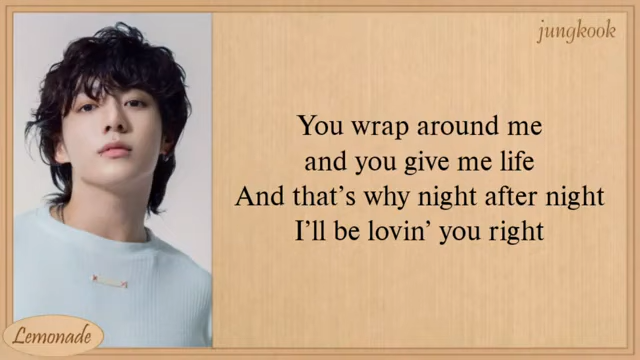 jungkook
You wrap around me
and you give me life
And that’s why night after night
I’ll be lovin’ you right
Lemonade